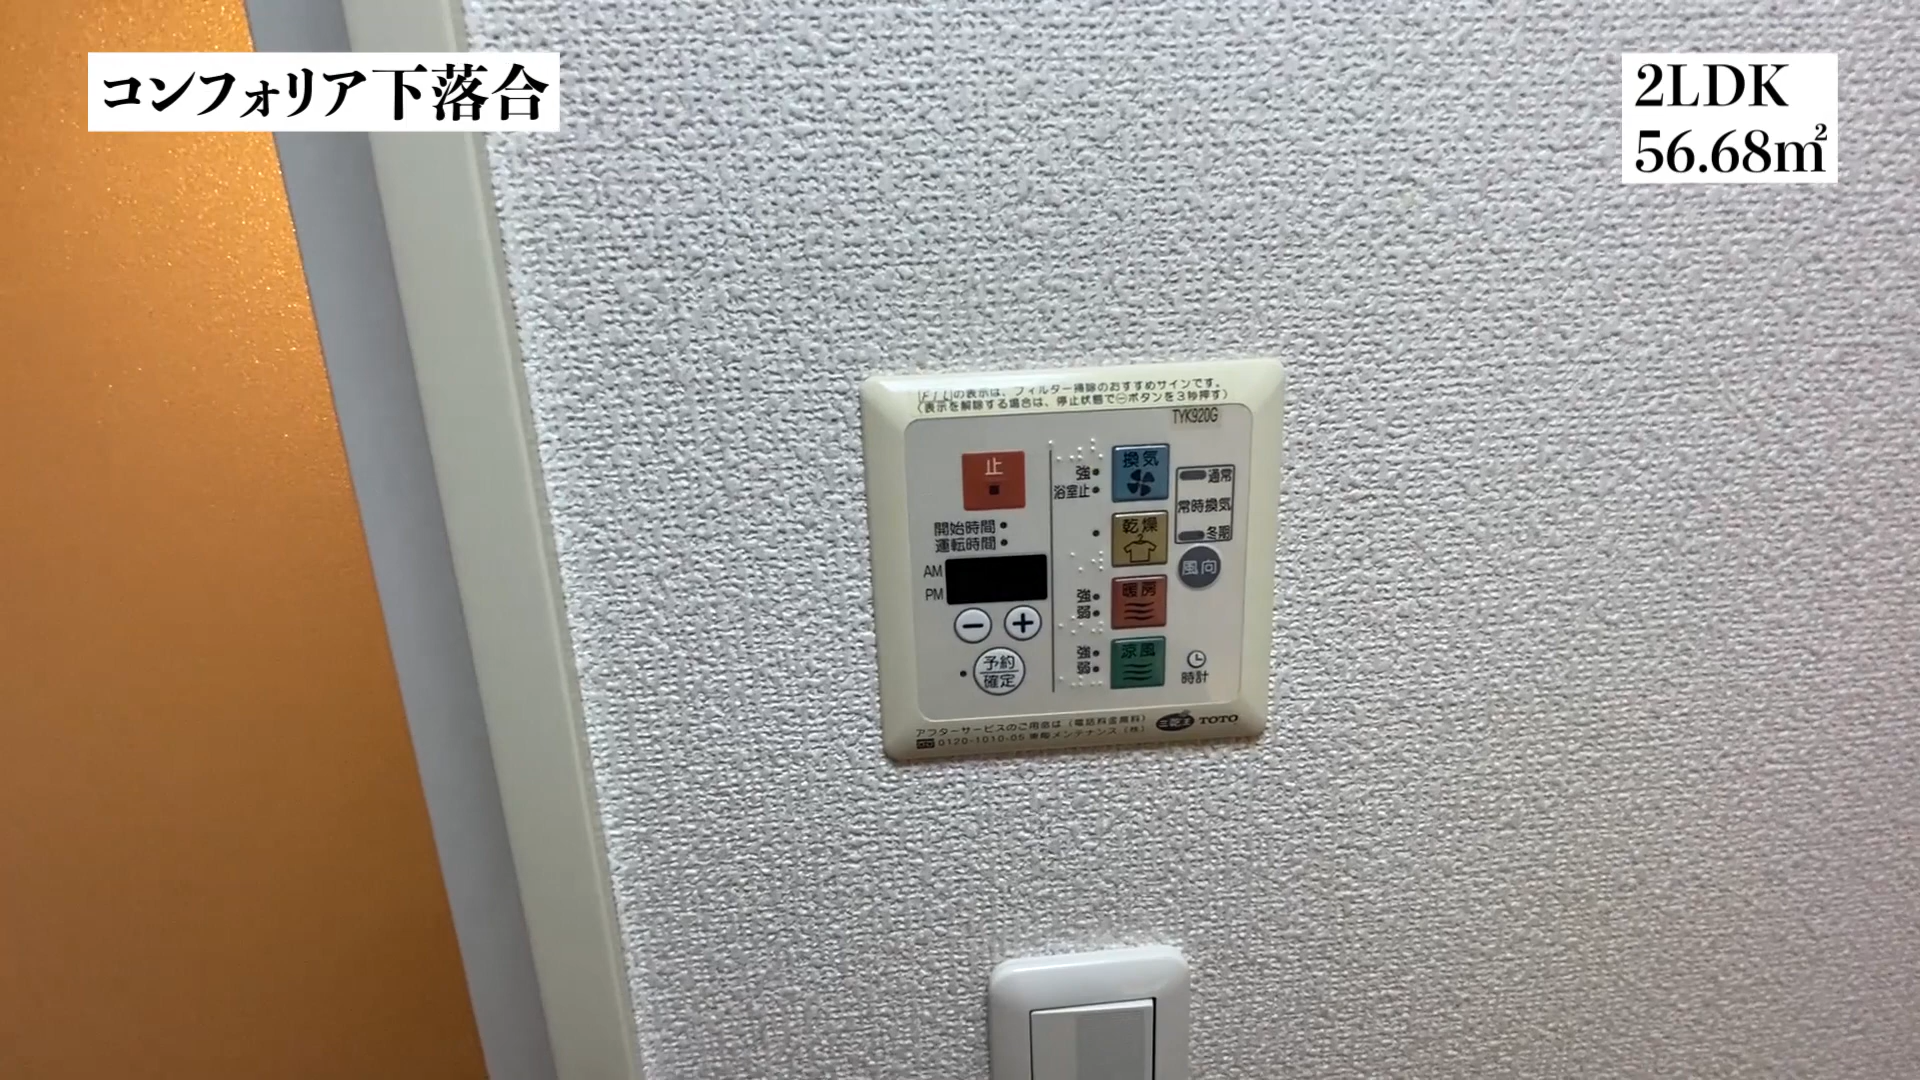 コンフォリア下落合
2LDK
56.68㎡
の表示は、フィルター掃除のおすすめサインです。
(表示を解除する場合は、停止状態で⊖ボタンを3秒押す)
TYK920G
止
開始時間
運転時間
AM
PM
− +
予約
確定
強
浴室止
換気
乾燥
強
弱
暖房
強
弱
涼風
通常
常時換気
冬期
風向
時計
アフターサービスのご用命は(電話料金無料)
0120-1010-05 東陶メンテナンス(株)
三乾王 TOTO